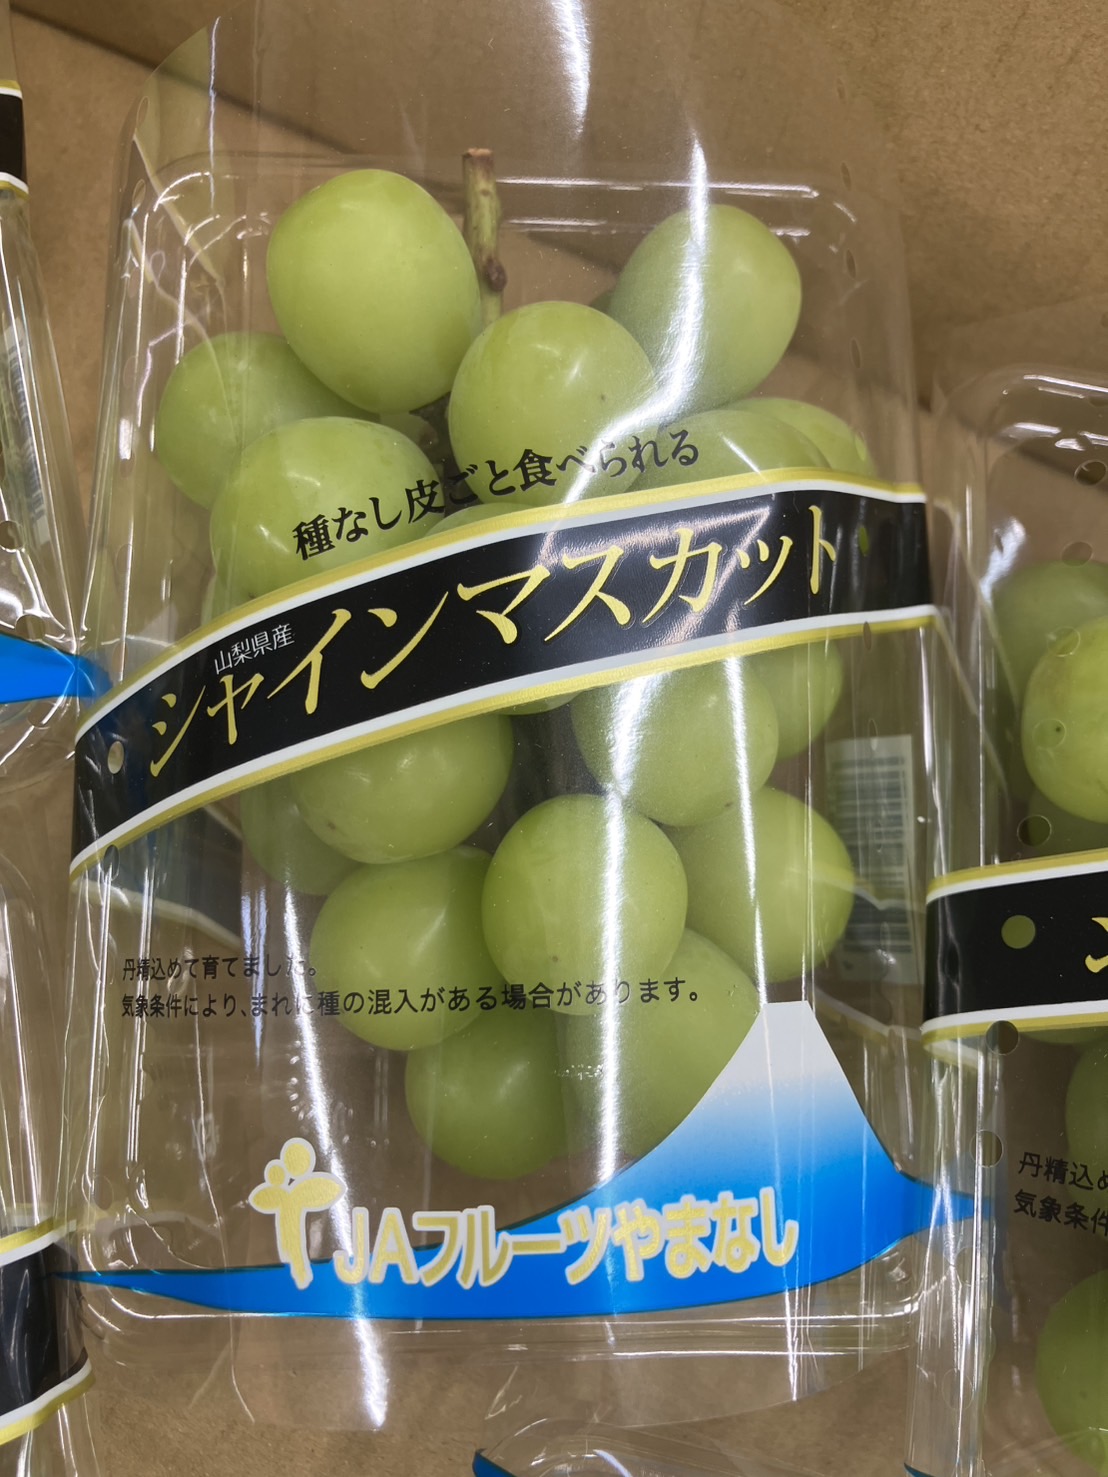 種なし皮ごと食べられる
山梨県産
シャインマスカット
丹精込めて育てました。
気象条件により、まれに種の混入がある場合があります。
JAフルーツやまなし
丹精込め
気象条件